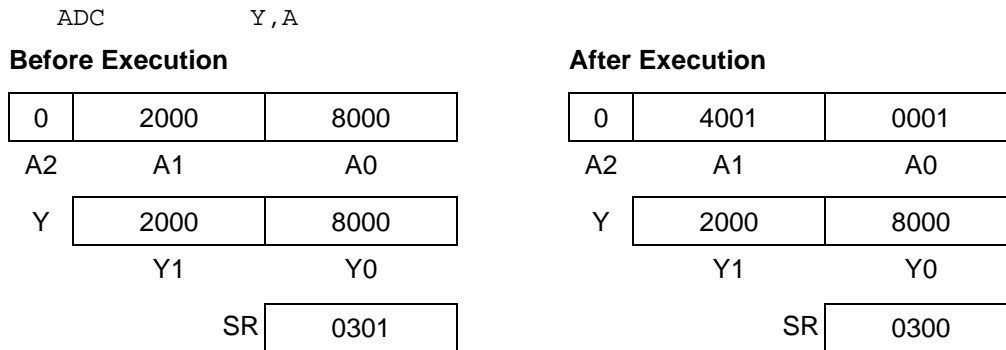 ADC Y,A
Before Execution After Execution
0 2000 8000 0 4001 0001
A2 A1 A0 A2 A1 A0
Y 2000 8000 Y 2000 8000
Y1 Y0 Y1 Y0
SR 0301 SR 0300